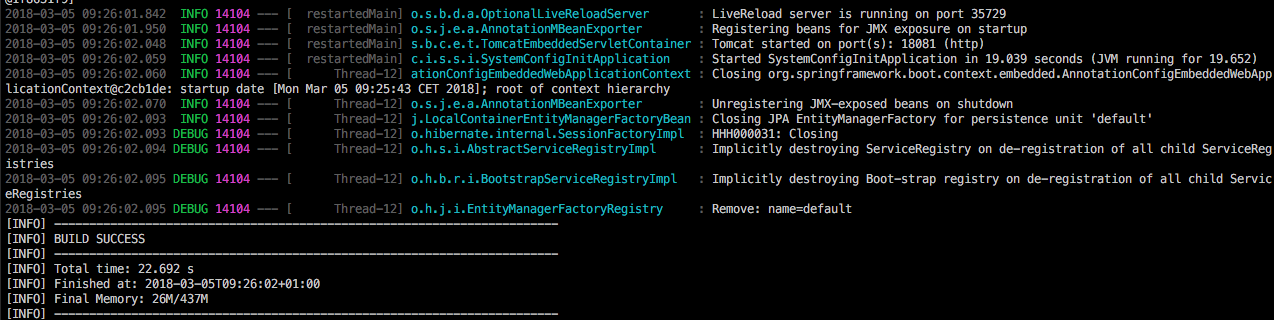 2018-03-05 09:26:01.842  INFO 14104 --- [  restartedMain] o.s.b.d.a.OptionalLiveReloadServer       : LiveReload server is running on port 35729
2018-03-05 09:26:01.950  INFO 14104 --- [  restartedMain] o.s.j.e.a.AnnotationMBeanExporter        : Registering beans for JMX exposure on startup
2018-03-05 09:26:02.048  INFO 14104 --- [  restartedMain] s.b.c.e.t.TomcatEmbeddedServletContainer : Tomcat started on port(s): 18081 (http)
2018-03-05 09:26:02.059  INFO 14104 --- [  restartedMain] c.i.s.s.i.SystemConfigInitApplication    : Started SystemConfigInitApplication in 19.039 seconds (JVM running for 19.652)
2018-03-05 09:26:02.060  INFO 14104 --- [      Thread-12] ationConfigEmbeddedWebApplicationContext : Closing org.springframework.boot.context.embedded.AnnotationConfigEmbeddedWebApp
licationContext@c2cb1de: startup date [Mon Mar 05 09:25:43 CET 2018]; root of context hierarchy
2018-03-05 09:26:02.070  INFO 14104 --- [      Thread-12] o.s.j.e.a.AnnotationMBeanExporter        : Unregistering JMX-exposed beans on shutdown
2018-03-05 09:26:02.093  INFO 14104 --- [      Thread-12] j.LocalContainerEntityManagerFactoryBean : Closing JPA EntityManagerFactory for persistence unit 'default'
2018-03-05 09:26:02.093 DEBUG 14104 --- [      Thread-12] o.hibernate.internal.SessionFactoryImpl  : HHH000031: Closing
2018-03-05 09:26:02.094 DEBUG 14104 --- [      Thread-12] o.h.s.i.AbstractServiceRegistryImpl      : Implicitly destroying ServiceRegistry on de-registration of all child ServiceReg
istries
2018-03-05 09:26:02.095 DEBUG 14104 --- [      Thread-12] o.h.b.r.i.BootstrapServiceRegistryImpl   : Implicitly destroying Boot-strap registry on de-registration of all child Servic
eRegistries
2018-03-05 09:26:02.095 DEBUG 14104 --- [      Thread-12] o.h.j.i.EntityManagerFactoryRegistry     : Remove: name=default
[INFO] ------------------------------------------------------------------------
[INFO] BUILD SUCCESS
[INFO] ------------------------------------------------------------------------
[INFO] Total time: 22.692 s
[INFO] Finished at: 2018-03-05T09:26:02+01:00
[INFO] Final Memory: 26M/437M
[INFO] ------------------------------------------------------------------------